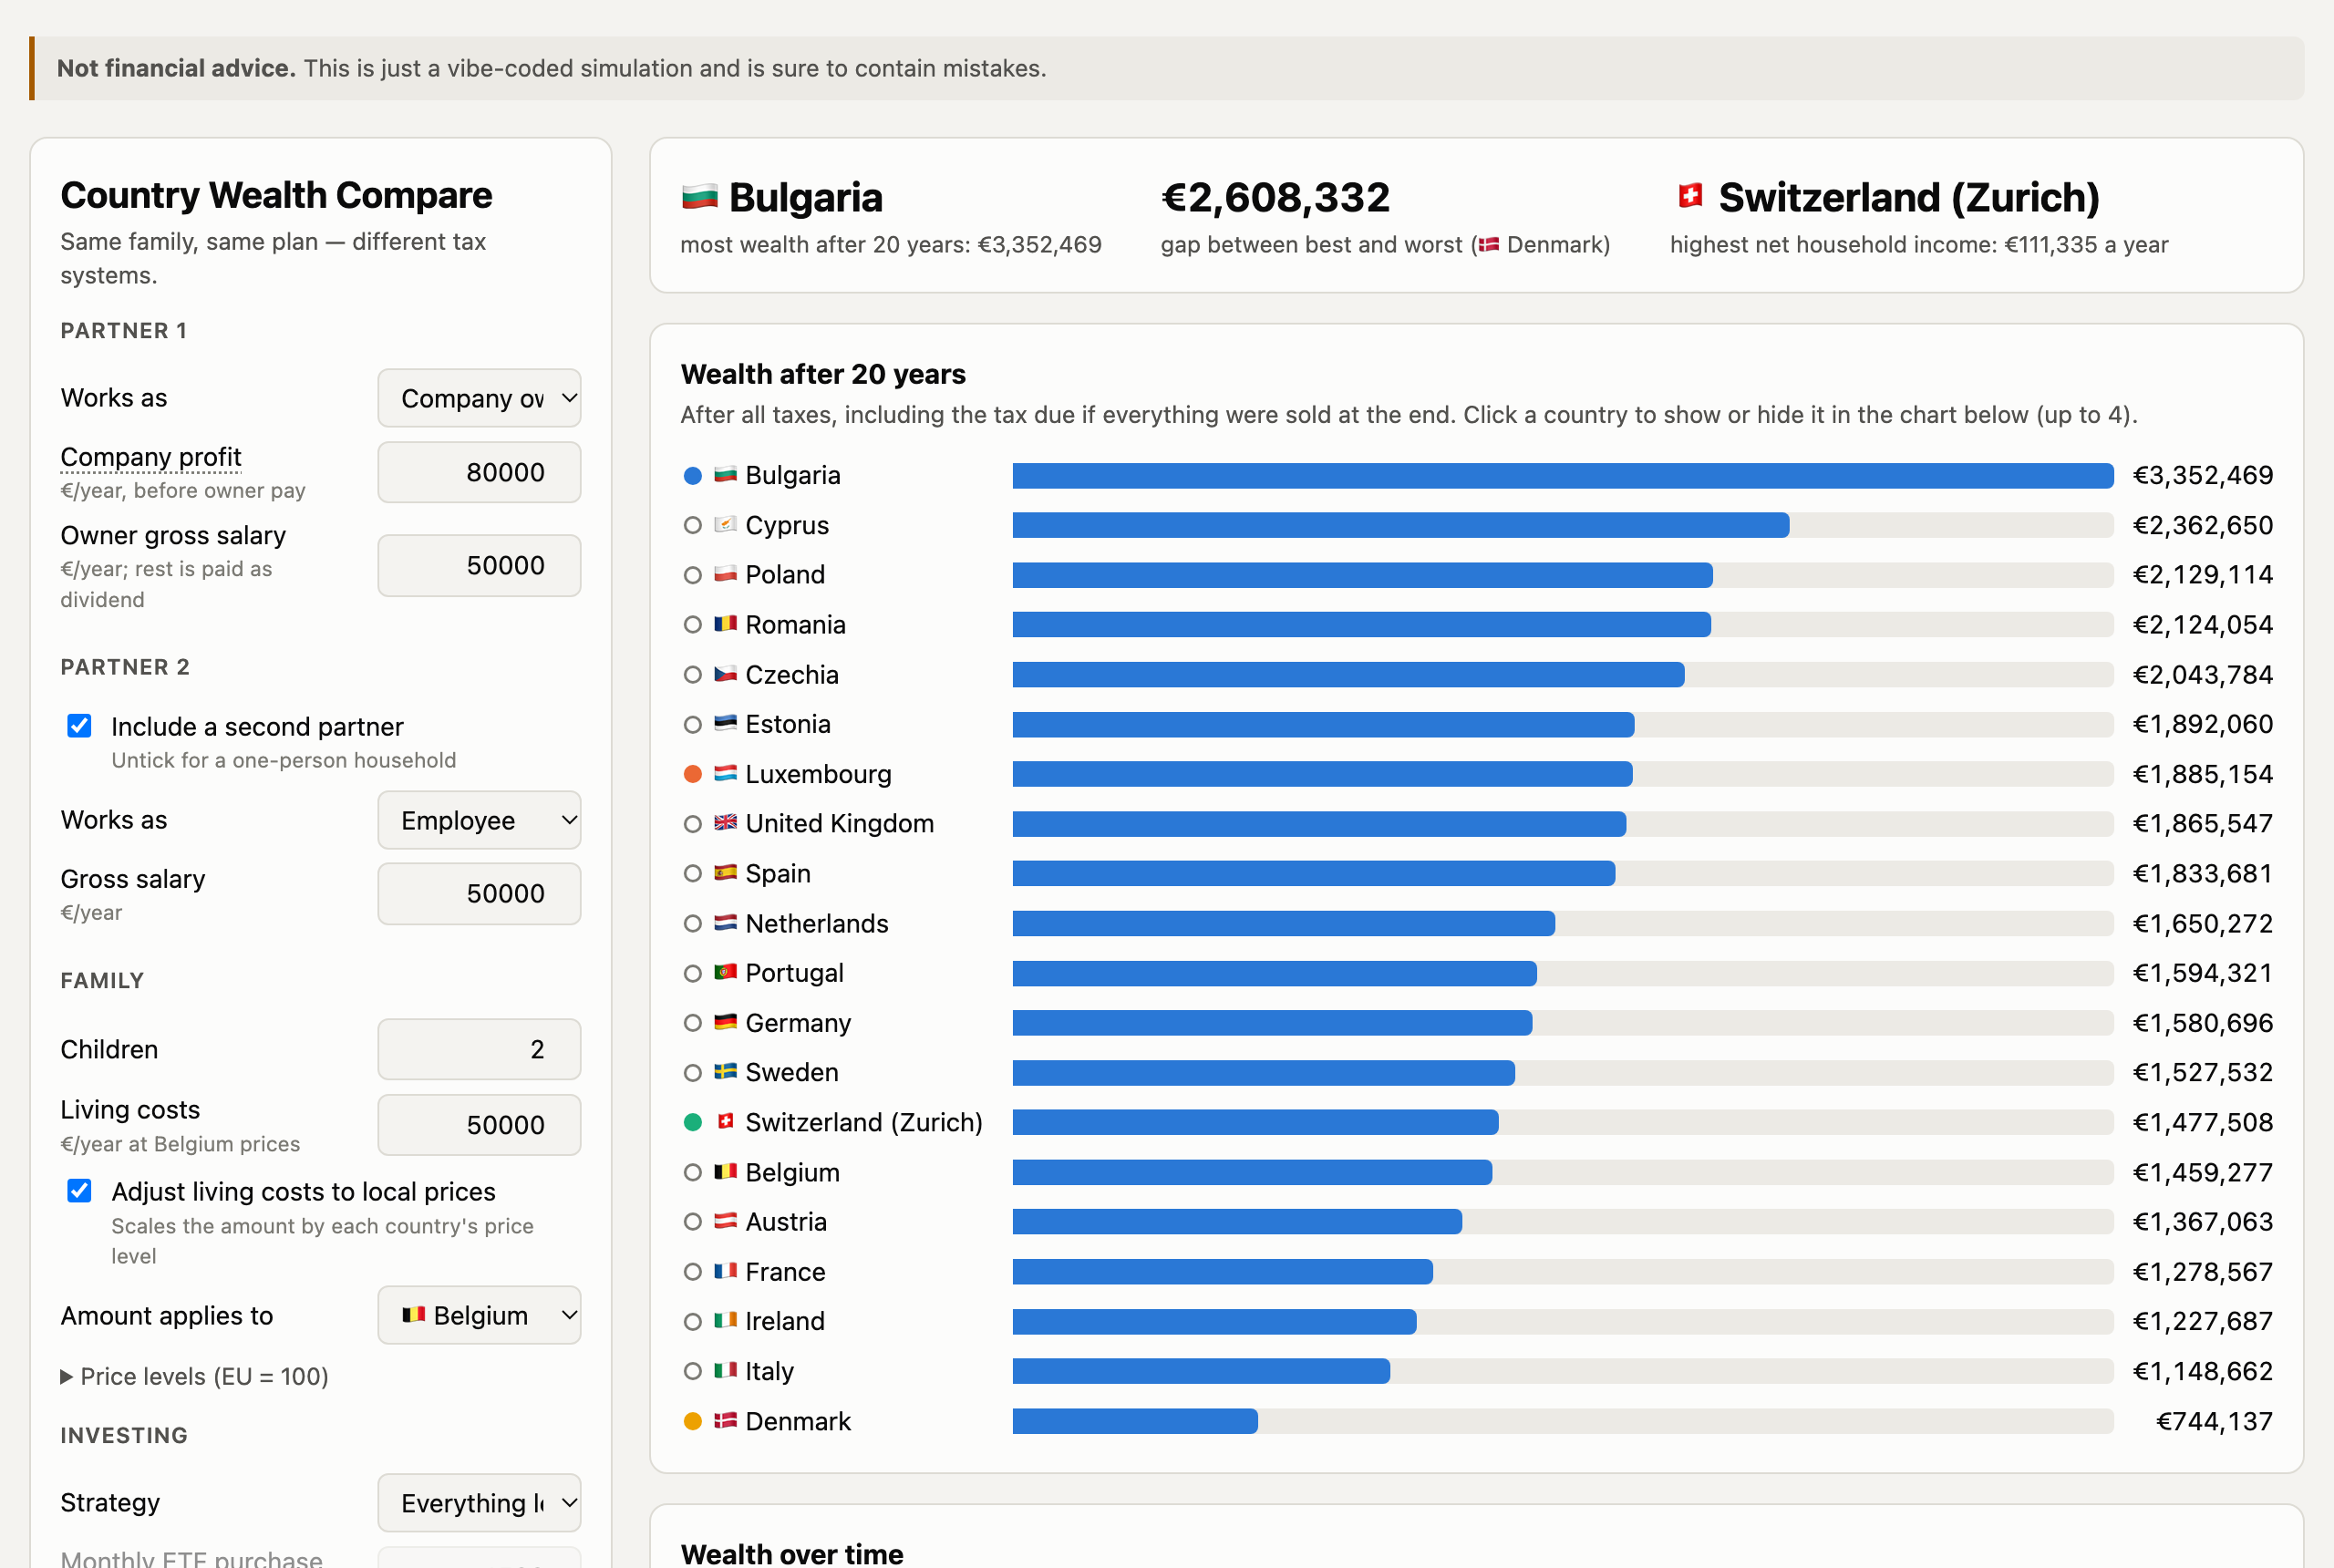 Not financial advice. This is just a vibe-coded simulation and is sure to contain mistakes.
Country Wealth Compare
Same family, same plan — different tax
systems.
PARTNER 1
Works as
Company ov
Company profit
€/year, before owner pay
80000
Owner gross salary
€/year; rest is paid as
dividend
50000
PARTNER 2
Include a second partner
Untick for a one-person household
Works as
Employee
Gross salary
€/year
50000
FAMILY
Children
2
Living costs
€/year at Belgium prices
50000
Adjust living costs to local prices
Scales the amount by each country's price
level
Amount applies to
Belgium
Price levels (EU = 100)
INVESTING
Strategy
Everything
Monthly ETF purchase
Bulgaria
most wealth after 20 years: €3,352,469
€2,608,332
gap between best and worst (Denmark)
Switzerland (Zurich)
highest net household income: €111,335 a year
Wealth after 20 years
After all taxes, including the tax due if everything were sold at the end. Click a country to show or hide it in the chart below (up to 4).
Bulgaria €3,352,469
Cyprus €2,362,650
Poland €2,129,114
Romania €2,124,054
Czechia €2,043,784
Estonia €1,892,060
Luxembourg €1,885,154
United Kingdom €1,865,547
Spain €1,833,681
Netherlands €1,650,272
Portugal €1,594,321
Germany €1,580,696
Sweden €1,527,532
Switzerland (Zurich) €1,477,508
Belgium €1,459,277
Austria €1,367,063
France €1,278,567
Ireland €1,227,687
Italy €1,148,662
Denmark €744,137
Wealth over time